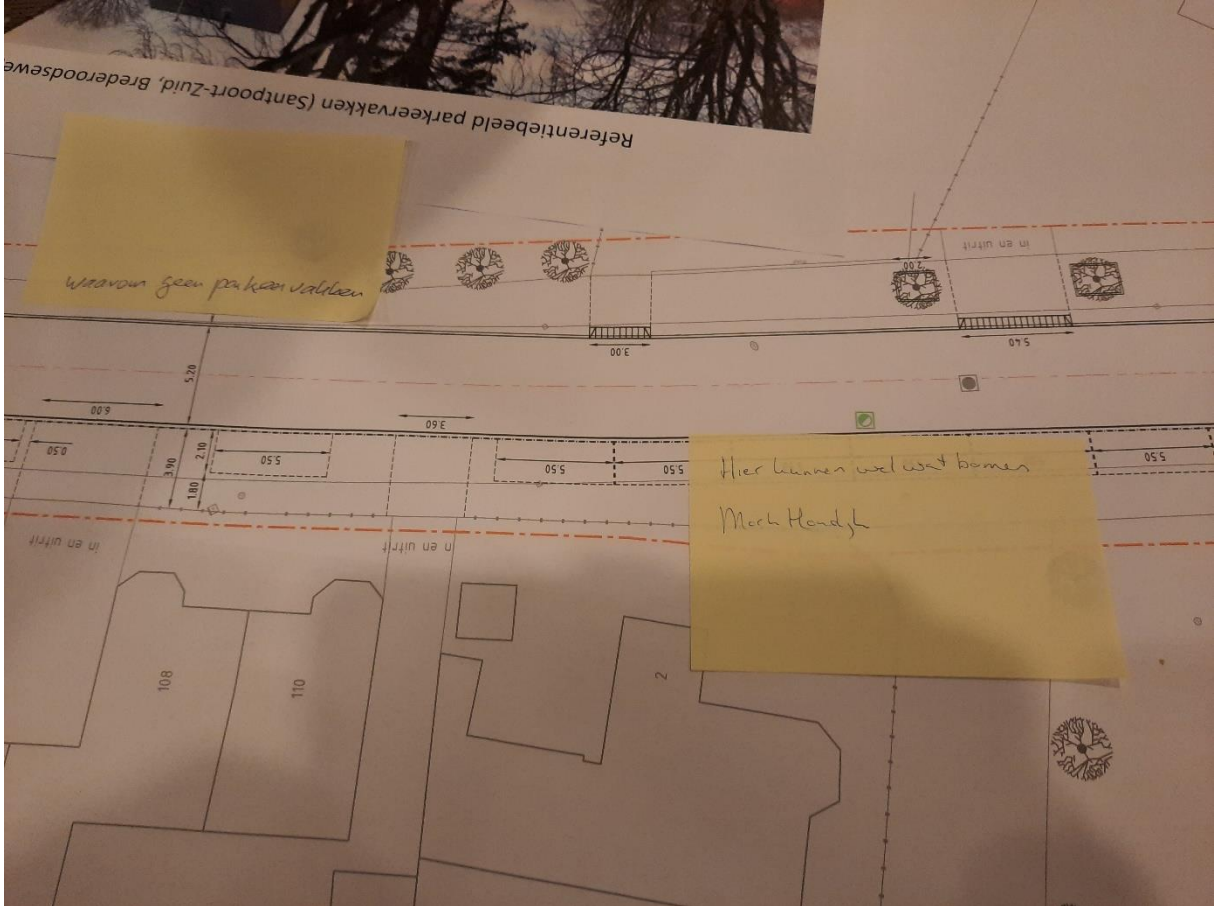 Referentiebeeld parkeervakken (Santpoort-Zuid, Brederoodsewe
waarom geen parkeervakken
in en uitrit
2.00
3.00
5.40
5.20
6.00
3.60
0.50
3.90
2.10
1.80
5.50
5.50
5.50
5.50
Hier kunnen wel wat bomen
in en uitrit
n en uitrit
108
110
2